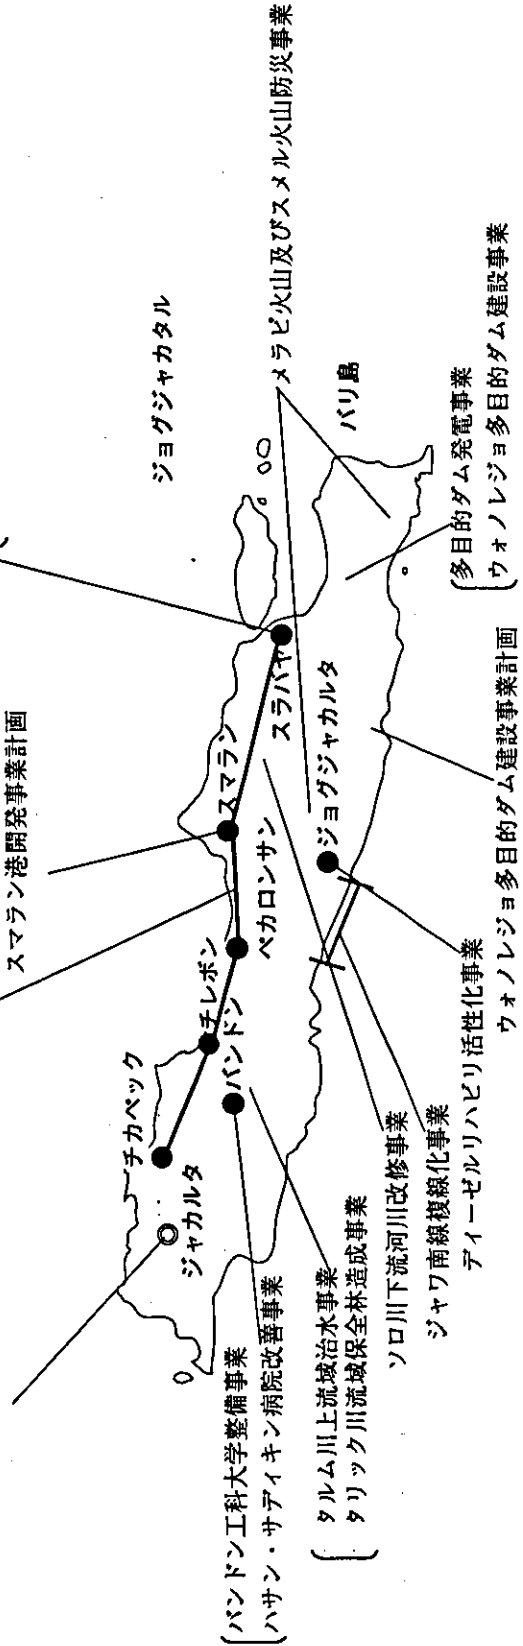 スマラン港開発事業計画
ジョグジャカタル
メラピ火山及びスメル火山防災事業
チカペック
チレボン
スマラン
ジャカルタ
バンドン
ペカロンサン
スラバヤ
ジョグジャカルタ
バリ島
バンドン工科大学整備事業
ハサン・サディキン病院改善事業
タルム川上流域治水事業
タリック川流域保全林造成事業
ソロ川下流河川改修事業
ジャワ南線複線化事業
ディーゼルリハビリ活性化事業
ウォノレジョ多目的ダム建設事業計画
多目的ダム発電事業
ウォノレジョ多目的ダム建設事業